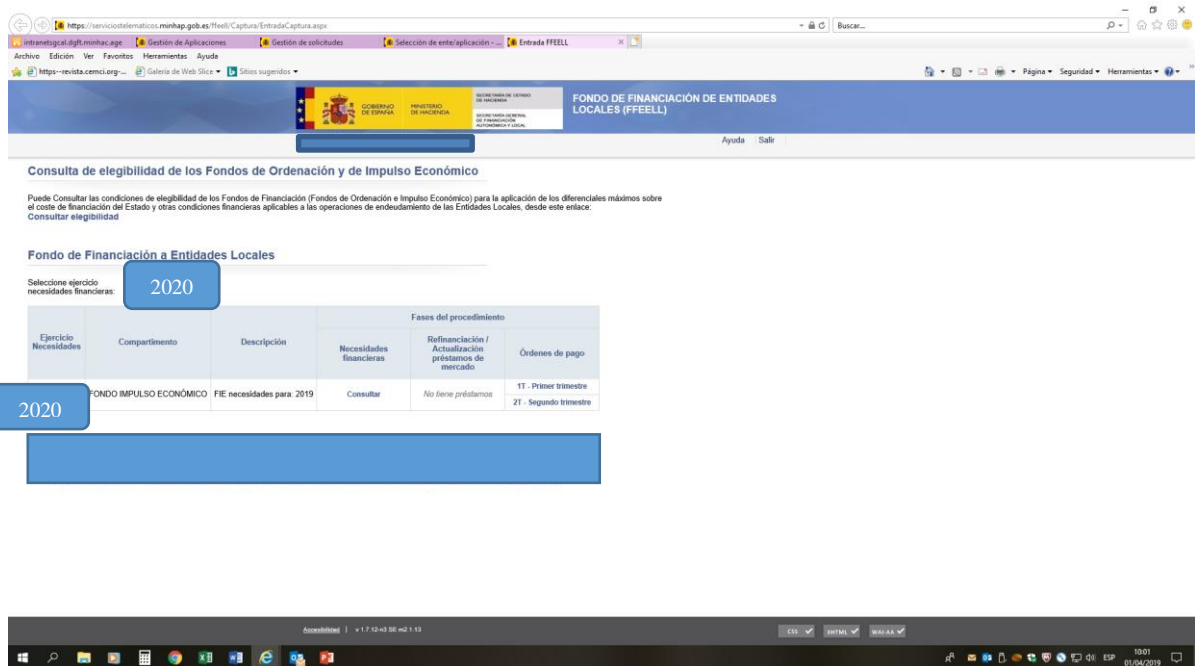 https://serviciostelematicos.minhap.gob.es/ffeell/Captura/EntradaCaptura.aspx
Buscar...
intranetsgcal.dgft.minhac.age
Gestión de Aplicaciones
Gestión de solicitudes
Selección de ente/aplicación - ...
Entrada FFEELL
Archivo Edición Ver Favoritos Herramientas Ayuda
https--revista.cemci.org-...
Galería de Web Slice
Sitios sugeridos
Página
Seguridad
Herramientas
GOBIERNO DE ESPAÑA
MINISTERIO DE HACIENDA
SECRETARÍA DE ESTADO DE HACIENDA
SECRETARÍA GENERAL DE FINANCIACIÓN AUTONÓMICA Y LOCAL
FONDO DE FINANCIACIÓN DE ENTIDADES
LOCALES (FFEELL)
Ayuda Salir
Consulta de elegibilidad de los Fondos de Ordenación y de Impulso Económico
Puede Consultar las condiciones de elegibilidad de los Fondos de Financiación (Fondos de Ordenación e Impulso Económico) para la aplicación de los diferenciales máximos sobre
el coste de financiación del Estado y otras condiciones financieras aplicables a las operaciones de endeudamiento de las Entidades Locales, desde este enlace:
Consultar elegibilidad
Fondo de Financiación a Entidades Locales
Seleccione ejercicio
necesidades financieras:
2020
Ejercicio
Necesidades
Compartimento
Descripción
Fases del procedimiento
Necesidades
financieras
Refinanciación /
Actualización
préstamos de
mercado
Órdenes de pago
2020
FONDO IMPULSO ECONÓMICO
FIE necesidades para: 2019
Consultar
No tiene préstamos
1T - Primer trimestre
2T - Segundo trimestre
Accesibilidad | v 1.7.12-n3 SE m2.1.13
CSS
XHTML
WAI-AA
ESP
10:01
01/04/2019